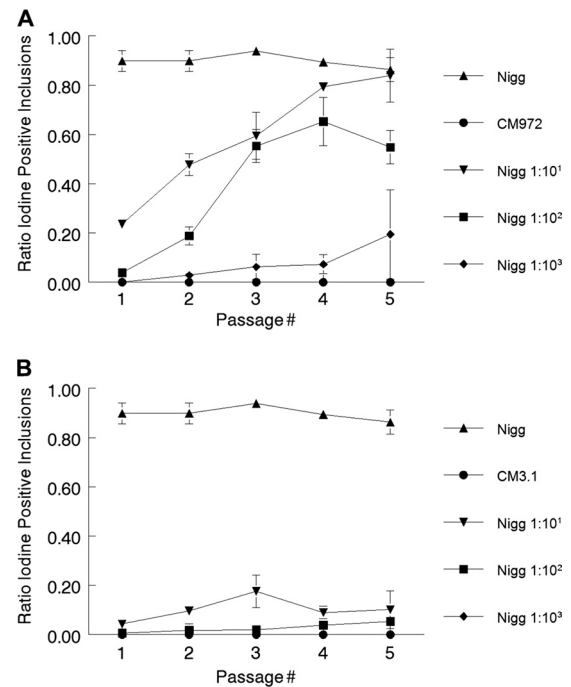 A
Ratio Iodine Positive Inclusions
1.00
0.80
0.60
0.40
0.20
0.00
1 2 3 4 5
Passage #
Nigg
CM972
Nigg 1:10¹
Nigg 1:10²
Nigg 1:10³
B
Ratio Iodine Positive Inclusions
1.00
0.80
0.60
0.40
0.20
0.00
1 2 3 4 5
Passage #
Nigg
CM3.1
Nigg 1:10¹
Nigg 1:10²
Nigg 1:10³